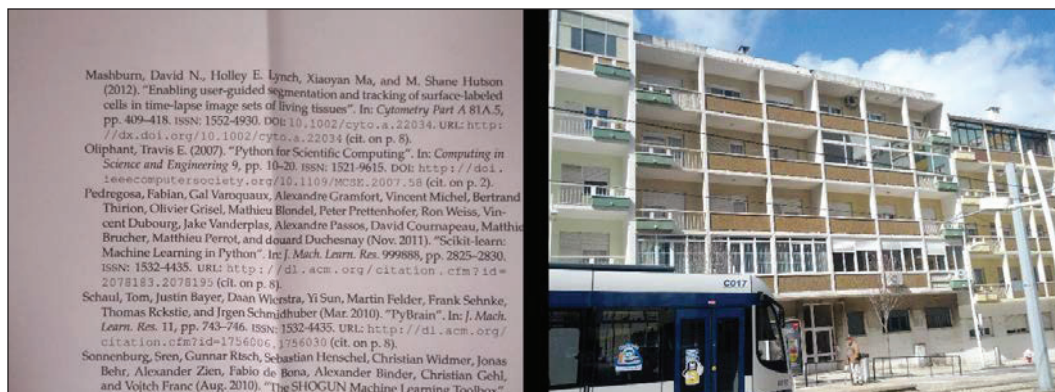 Mashburn, David N., Holley E. Lynch, Xiaoyan Ma, and M. Shane Hutson
(2012). "Enabling user-guided segmentation and tracking of surface-labeled
cells in time-lapse image sets of living tissues". In: Cytometry Part A 81A.5,
pp. 409–418. ISSN: 1552-4930. DOI: 10.1002/cyto.a.22034. URL: http:
//dx.doi.org/10.1002/cyto.a.22034 (cit. on p. 8).
Oliphant, Travis E. (2007). "Python for Scientific Computing". In: Computing in
Science and Engineering 9, pp. 10–20. ISSN: 1521-9615. DOI: http://doi.
ieeecomputersociety.org/10.1109/MCSE.2007.58 (cit. on p. 2).
Pedregosa, Fabian, Gal Varoquaux, Alexandre Gramfort, Vincent Michel, Bertrand
Thirion, Olivier Grisel, Mathieu Blondel, Peter Prettenhofer, Ron Weiss, Vin-
cent Dubourg, Jake Vanderplas, Alexandre Passos, David Cournapeau, Matthie
Brucher, Matthieu Perrot, and douard Duchesnay (Nov. 2011). "Scikit-learn:
Machine Learning in Python". In: J. Mach. Learn. Res. 999888, pp. 2825–2830.
ISSN: 1532-4435. URL: http://dl.acm.org/citation.cfm?id=
2078183.2078195 (cit. on p. 8).
Schaul, Tom, Justin Bayer, Daan Wierstra, Yi Sun, Martin Felder, Frank Sehnke,
Thomas Rckstie, and Jrgen Schmidhuber (Mar. 2010). "PyBrain". In: J. Mach.
Learn. Res. 11, pp. 743–746. ISSN: 1532-4435. URL: http://dl.acm.org/
citation.cfm?id=1756006.1756030 (cit. on p. 8).
Sonnenburg, Sren, Gunnar Rtsch, Sebastian Henschel, Christian Widmer, Jonas
Behr, Alexander Zien, Fabio de Bona, Alexander Binder, Christian Gehl,
and Vojtch Franc (Aug. 2010). "The SHOGUN Machine Learning Toolbox".
C017